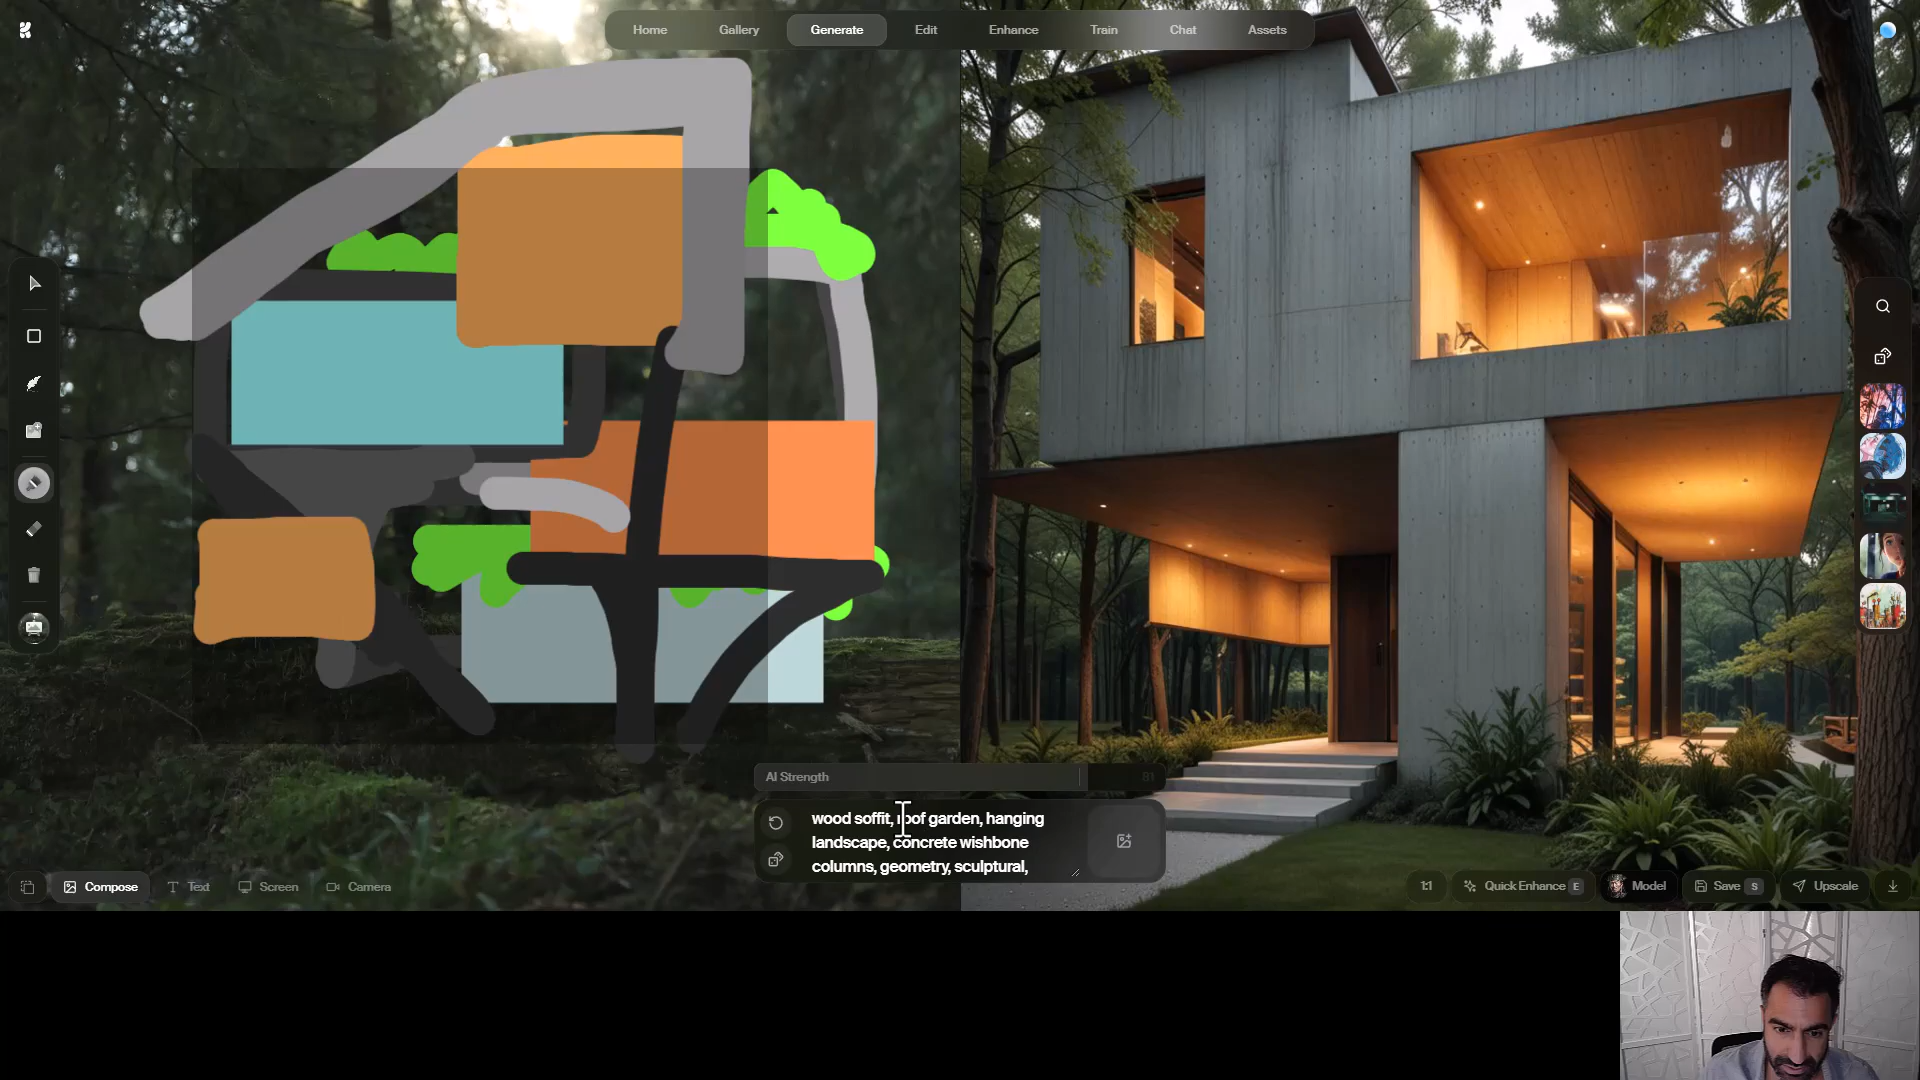 Home Gallery Generate Edit Enhance Train Chat Assets
AI Strength 81
wood soffit, roof garden, hanging
landscape, concrete wishbone
columns, geometry, sculptural,
Compose Text Screen Camera
1:1 Quick Enhance E Model Save S Upscale